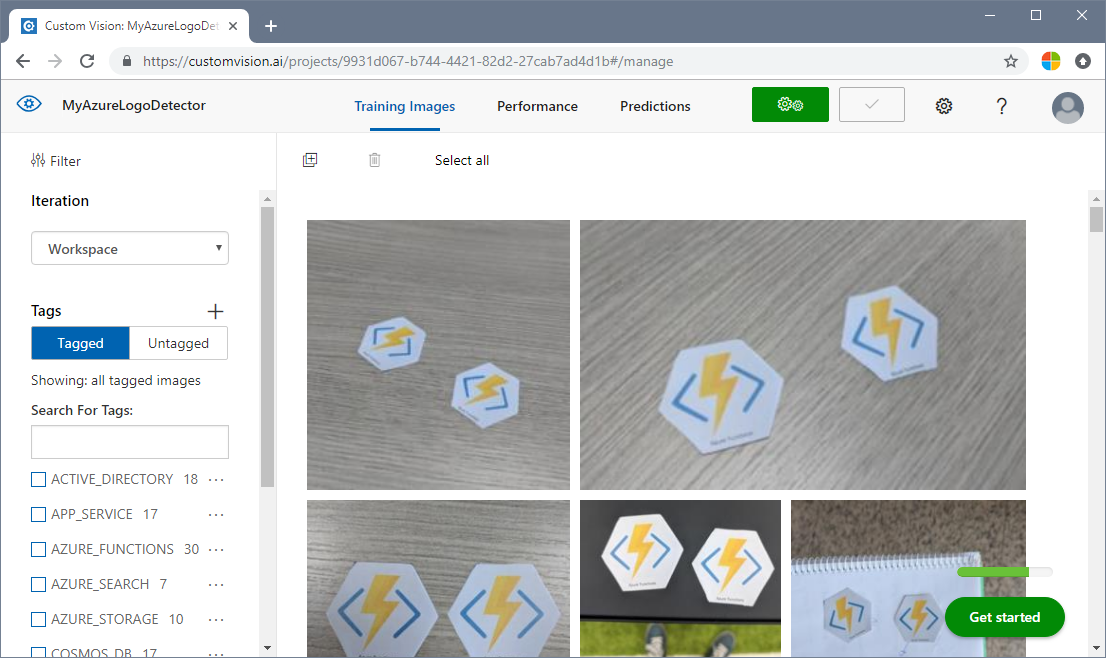 Custom Vision: MyAzureLogoDet
https://customvision.ai/projects/9931d067-b744-4421-82d2-27cab7ad4d1b#/manage
MyAzureLogoDetector
Training Images
Performance
Predictions
?
Filter
Select all
Iteration
Workspace
Tags
Tagged
Untagged
Showing: all tagged images
Search For Tags:
ACTIVE_DIRECTORY 18 ...
APP_SERVICE 17 ...
AZURE_FUNCTIONS 30 ...
AZURE_SEARCH 7 ...
AZURE_STORAGE 10 ...
COSMOS_DB 17 ...
Azure Functions
Get started